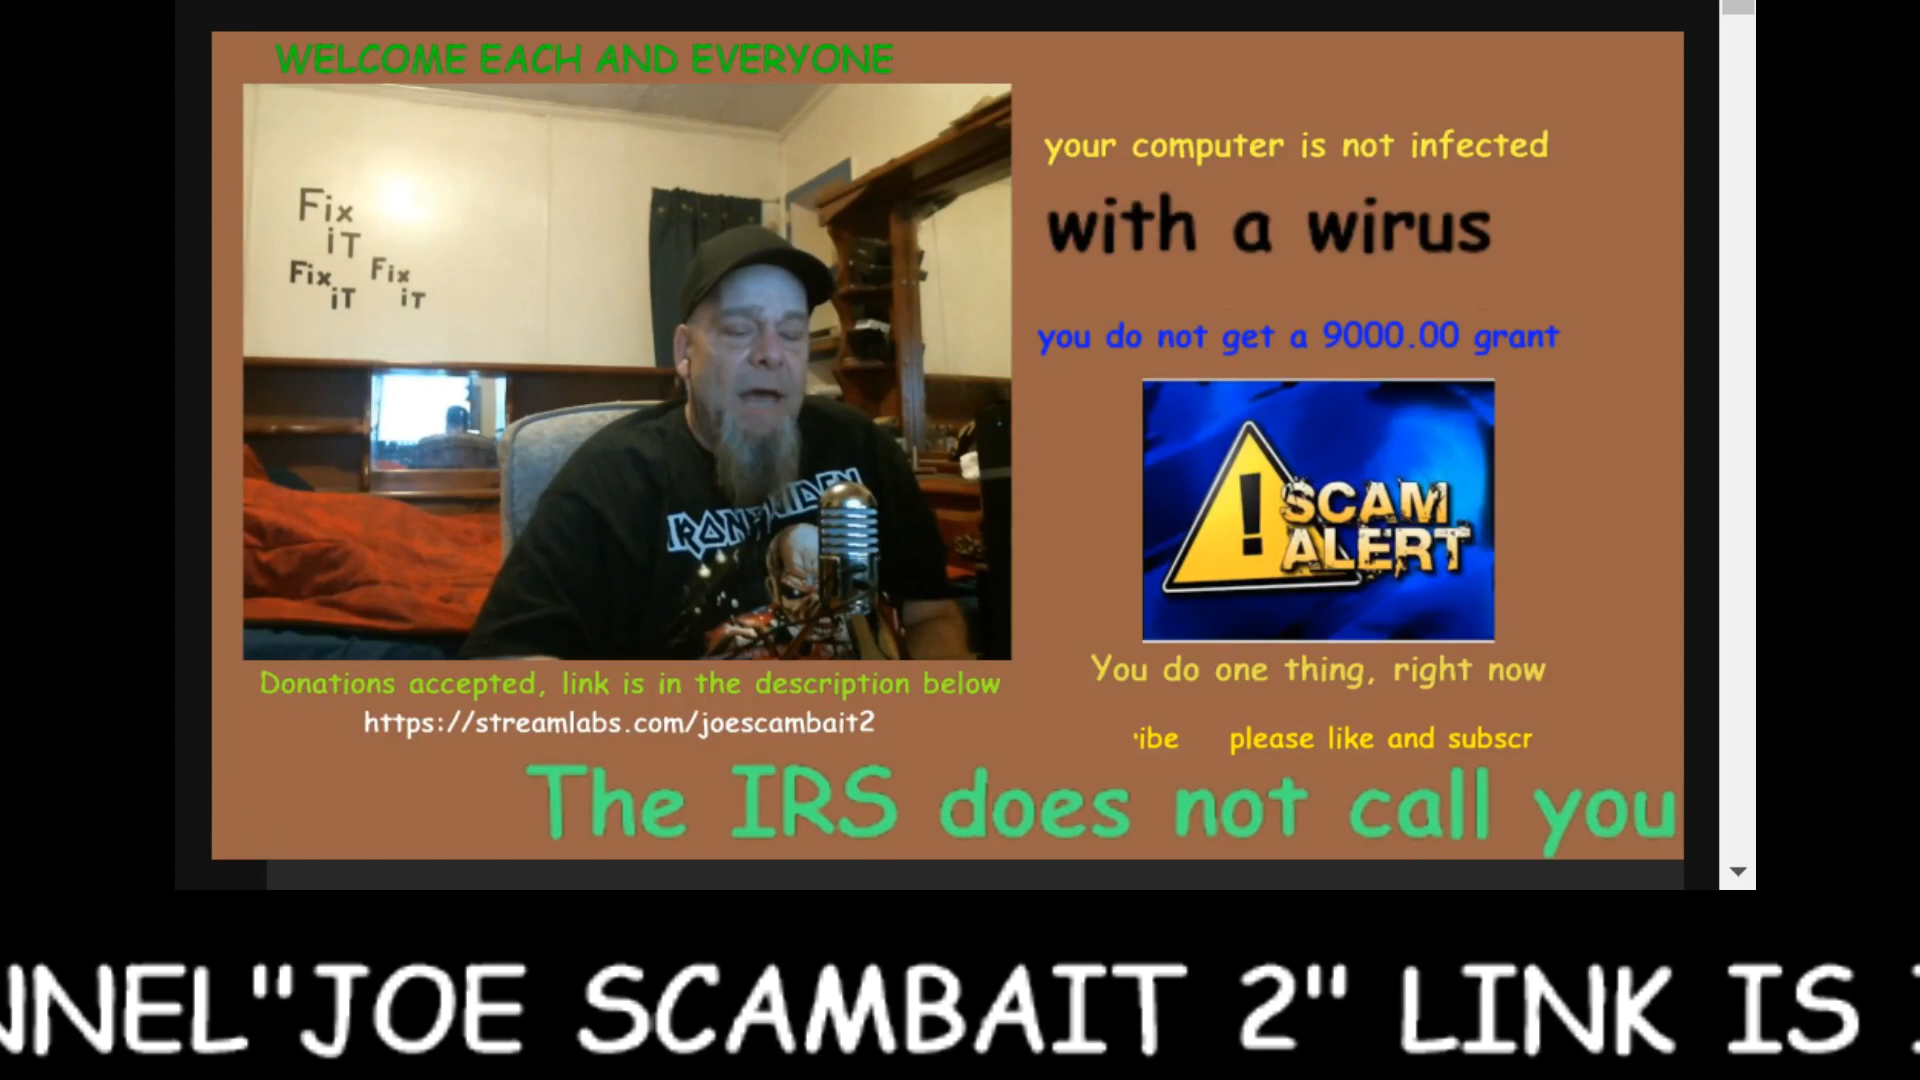 WELCOME EACH AND EVERYONE
Fix
iT
Fix
iT
Fix
iT
IRON MAIDEN
your computer is not infected
with a wirus
you do not get a 9000.00 grant
!
SCAM
ALERT
You do one thing, right now
ribe please like and subscr
Donations accepted, link is in the description below
https://streamlabs.com/joescambait2
The IRS does not call you
NNEL"JOE SCAMBAIT 2" LINK IS